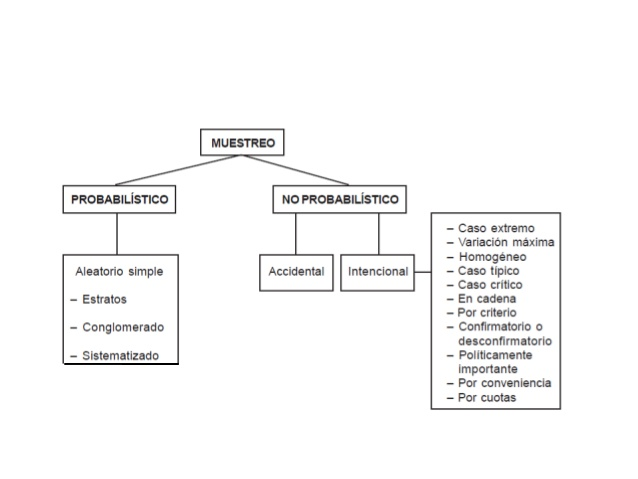 MUESTREO
PROBABILÍSTICO
NO PROBABILÍSTICO
Aleatorio simple
– Estratos
– Conglomerado
– Sistematizado
Accidental
Intencional
– Caso extremo
– Variación máxima
– Homogéneo
– Caso típico
– Caso crítico
– En cadena
– Por criterio
– Confirmatorio o
desconfirmatorio
– Políticamente
importante
– Por conveniencia
– Por cuotas